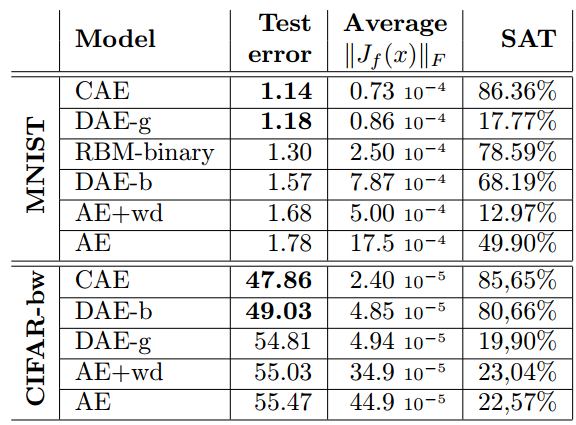 Model Test error Average ‖J_f(x)‖_F SAT
MNIST
CAE 1.14 0.73 10⁻⁴ 86.36%
DAE-g 1.18 0.86 10⁻⁴ 17.77%
RBM-binary 1.30 2.50 10⁻⁴ 78.59%
DAE-b 1.57 7.87 10⁻⁴ 68.19%
AE+wd 1.68 5.00 10⁻⁴ 12.97%
AE 1.78 17.5 10⁻⁴ 49.90%
CIFAR-bw
CAE 47.86 2.40 10⁻⁵ 85,65%
DAE-b 49.03 4.85 10⁻⁵ 80,66%
DAE-g 54.81 4.94 10⁻⁵ 19,90%
AE+wd 55.03 34.9 10⁻⁵ 23,04%
AE 55.47 44.9 10⁻⁵ 22,57%